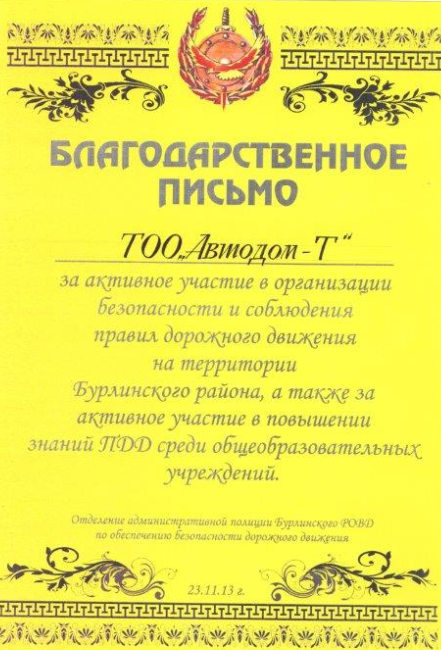 БЛАГОДАРСТВЕННОЕ
ПИСЬМО
ТОО„Автодом-Т“
за активное участие в организации
безопасности и соблюдения
правил дорожного движения
на территории
Бурлинского района, а также за
активное участие в повышении
знаний ПДД среди общеобразовательных
учреждений.
Отделение административной полиции Бурлинского РОВД
по обеспечению безопасности дорожного движения
23.11.13 г.